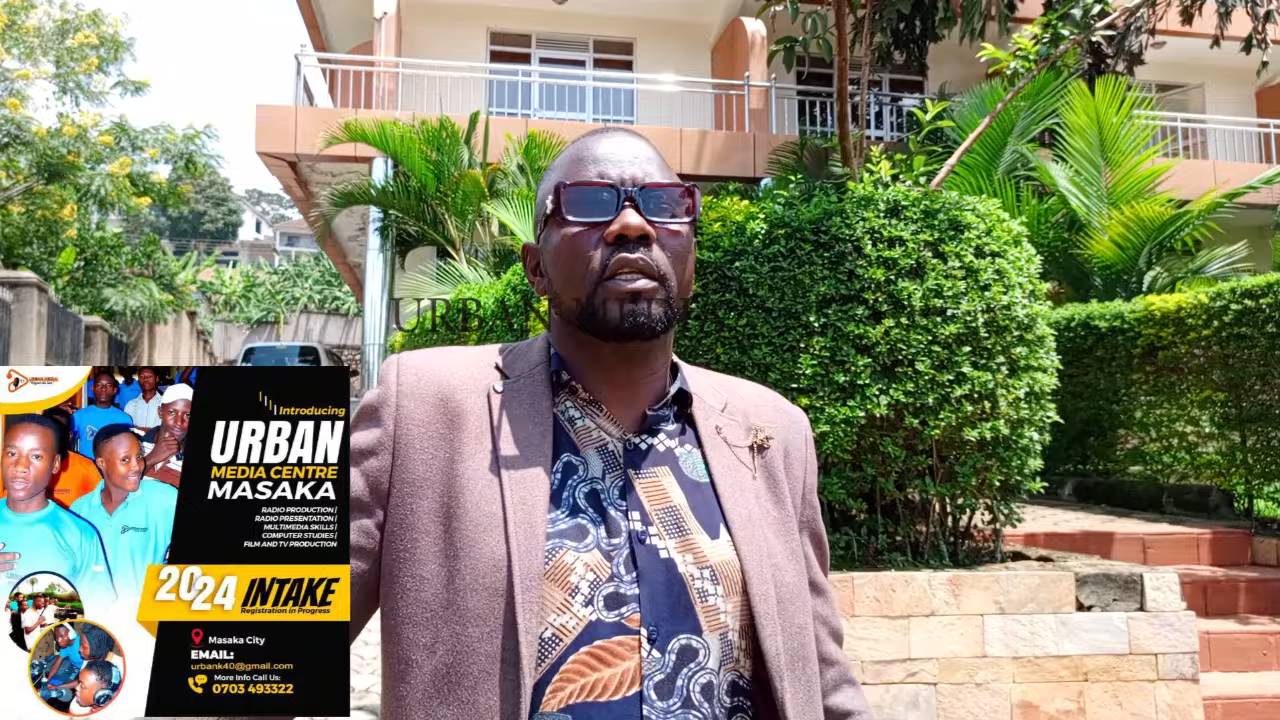 URBAN
Introducing
URBAN
MEDIA CENTRE
MASAKA
RADIO PRODUCTION|
RADIO PRESENTATION|
MULTIMEDIA SKILLS|
COMPUTER STUDIES|
FILM AND TV PRODUCTION
2024 INTAKE
Registration in Progress
Masaka City
EMAIL:
urbank40@gmail.com
More Info Call Us:
0703 493322